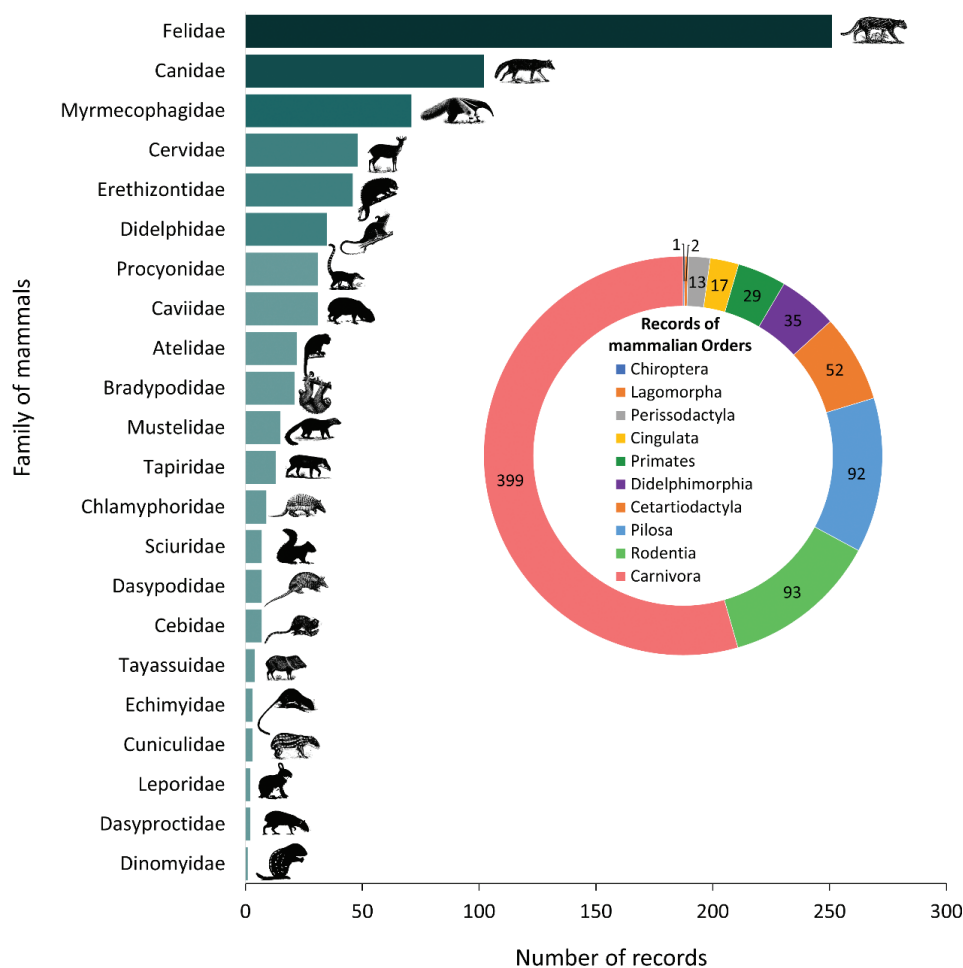 Felidae
Canidae
Myrmecophagidae
Cervidae
Erethizontidae
Didelphidae
Procyonidae
Caviidae
Atelidae
Bradypodidae
Mustelidae
Tapiridae
Chlamyphoridae
Sciuridae
Dasypodidae
Cebidae
Tayassuidae
Echimyidae
Cuniculidae
Leporidae
Dasyproctidae
Dinomyidae
Family of mammals
0 50 100 150 200 250 300
Number of records
1 2
13
17
29
35
52
92
93
399
Records of
mammalian Orders
Chiroptera
Lagomorpha
Perissodactyla
Cingulata
Primates
Didelphimorphia
Cetartiodactyla
Pilosa
Rodentia
Carnivora